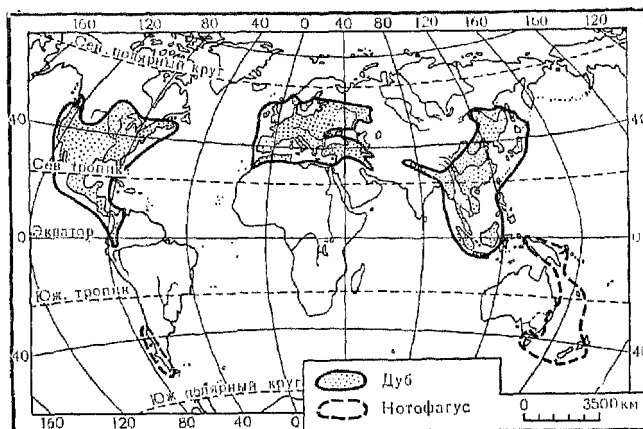 160 120 80 40 0 40 80 120 160 160 120
Сев. полярный круг
40 40
Сев. тропик
Экватор 0 0
Юж. тропик
40 40
Юж полярный круг
160 120 80 40 0
Дуб
Нотофагус
0 3500 км